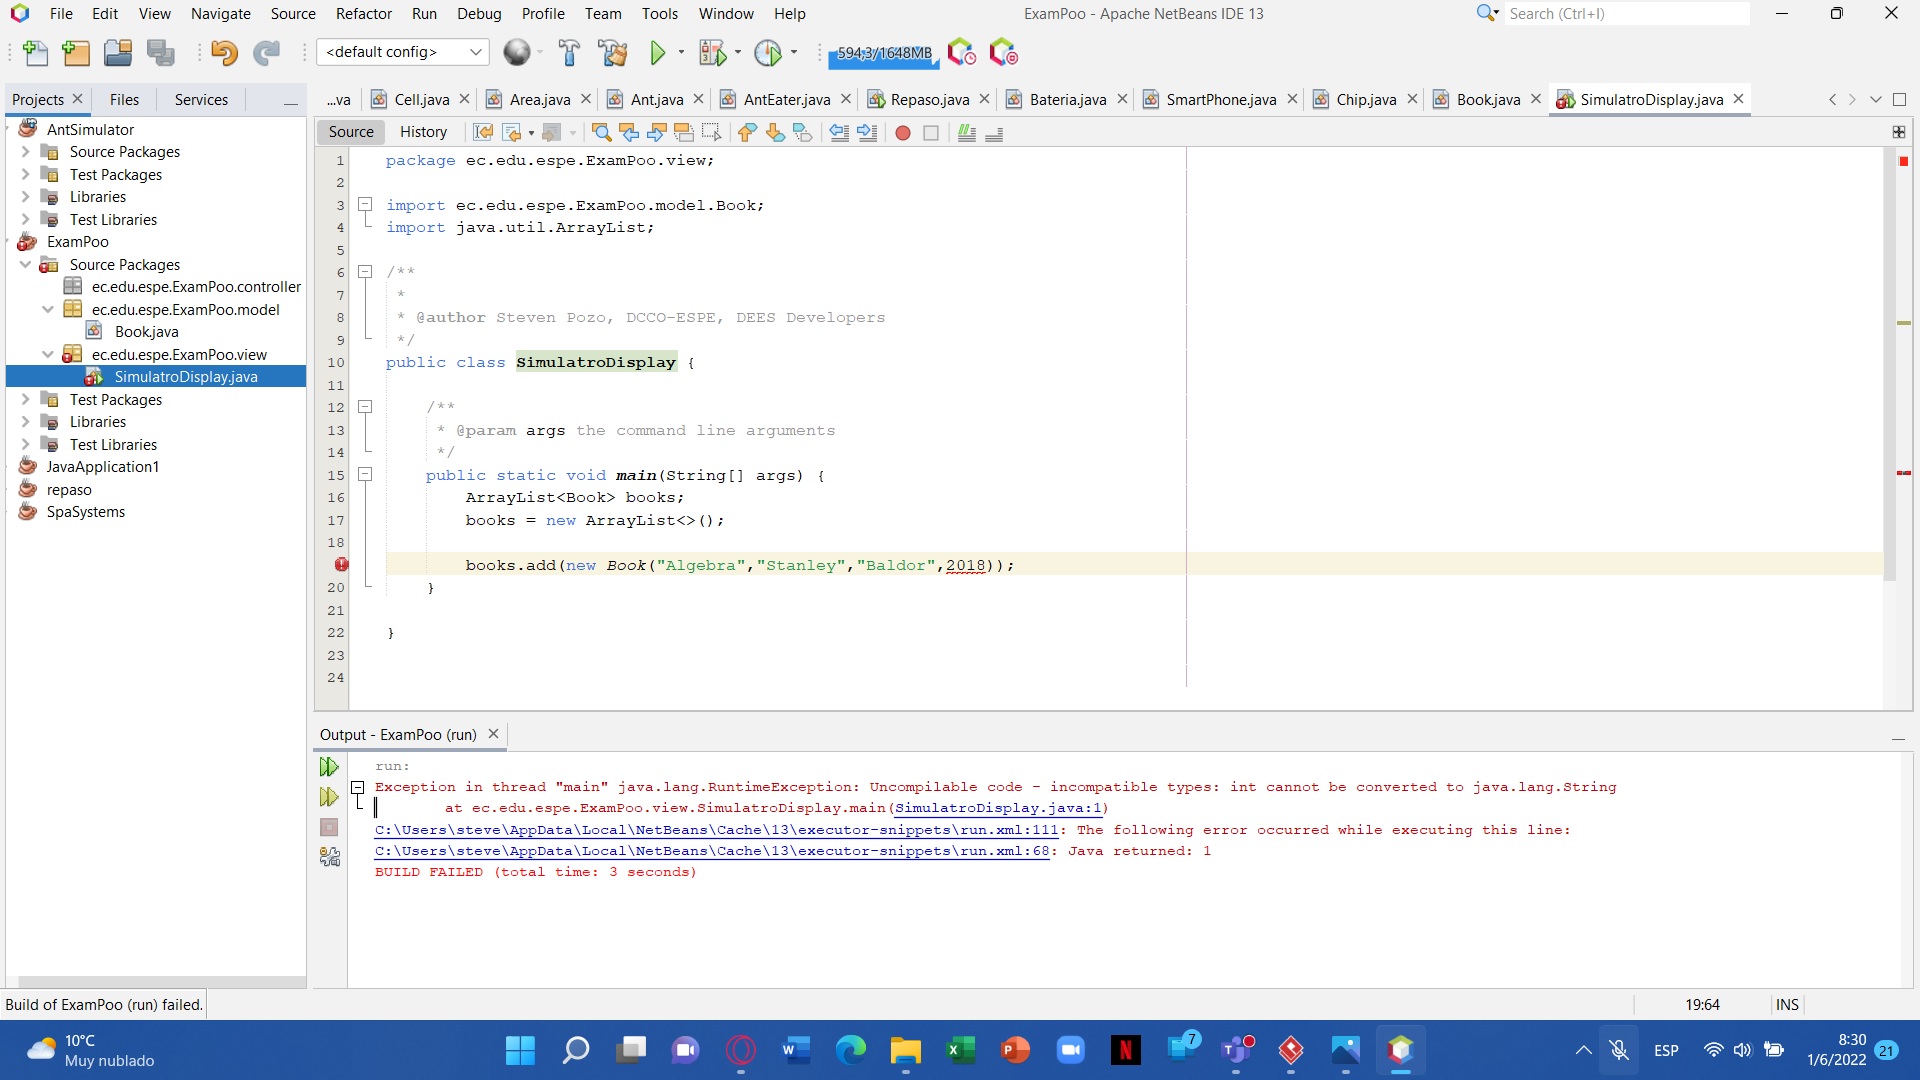 File Edit View Navigate Source Refactor Run Debug Profile Team Tools Window Help
ExamPoo - Apache NetBeans IDE 13
Search (Ctrl+I)
<default config>
594,3/1648MB
Projects Files Services
...va Cell.java Area.java Ant.java AntEater.java Repaso.java Bateria.java SmartPhone.java Chip.java Book.java SimulatroDisplay.java
Source History
AntSimulator
Source Packages
Test Packages
Libraries
Test Libraries
ExamPoo
Source Packages
ec.edu.espe.ExamPoo.controller
ec.edu.espe.ExamPoo.model
Book.java
ec.edu.espe.ExamPoo.view
SimulatroDisplay.java
Test Packages
Libraries
Test Libraries
JavaApplication1
repaso
SpaSystems
1 package ec.edu.espe.ExamPoo.view;
2
3 import ec.edu.espe.ExamPoo.model.Book;
4 import java.util.ArrayList;
5
6 /**
7 *
8 * @author Steven Pozo, DCCO-ESPE, DEES Developers
9 */
10 public class SimulatroDisplay {
11
12 /**
13 * @param args the command line arguments
14 */
15 public static void main(String[] args) {
16 ArrayList<Book> books;
17 books = new ArrayList<>();
18
books.add(new Book("Algebra","Stanley","Baldor",2018));
20 }
21
22 }
23
24
Output - ExamPoo (run)
run:
Exception in thread "main" java.lang.RuntimeException: Uncompilable code - incompatible types: int cannot be converted to java.lang.String
at ec.edu.espe.ExamPoo.view.SimulatroDisplay.main(SimulatroDisplay.java:1)
C:\Users\steve\AppData\Local\NetBeans\Cache\13\executor-snippets\run.xml:111: The following error occurred while executing this line:
C:\Users\steve\AppData\Local\NetBeans\Cache\13\executor-snippets\run.xml:68: Java returned: 1
BUILD FAILED (total time: 3 seconds)
Build of ExamPoo (run) failed.
19:64 INS
10°C
Muy nublado
7
ESP
8:30
1/6/2022
21